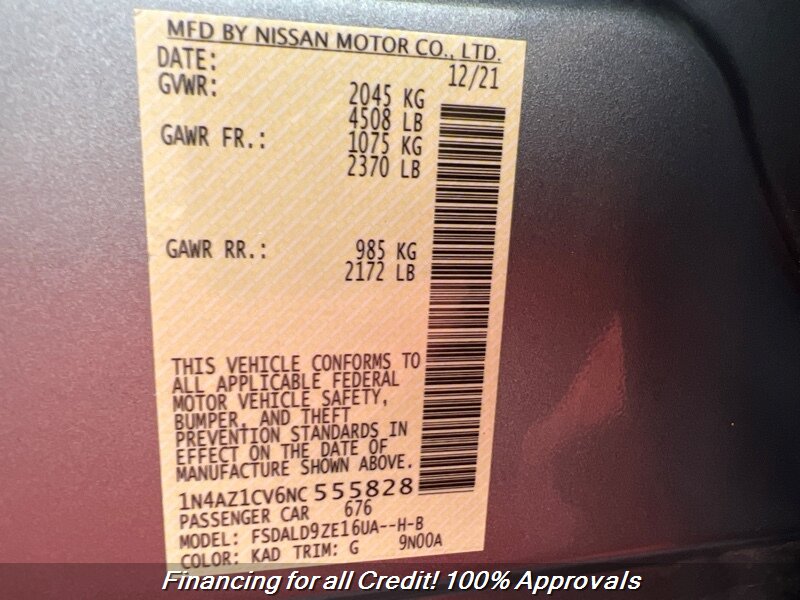 MFD BY NISSAN MOTOR CO., LTD.
DATE: 12/21
GVWR: 2045 KG
4508 LB
GAWR FR.: 1075 KG
2370 LB
GAWR RR.: 985 KG
2172 LB
THIS VEHICLE CONFORMS TO
ALL APPLICABLE FEDERAL
MOTOR VEHICLE SAFETY,
BUMPER, AND THEFT
PREVENTION STANDARDS IN
EFFECT ON THE DATE OF
MANUFACTURE SHOWN ABOVE.
1N4AZ1CV6NC555828
PASSENGER CAR 676
MODEL: FSDALD9ZE16UA--H-B
COLOR: KAD TRIM: G 9N00A
Financing for all Credit! 100% Approvals